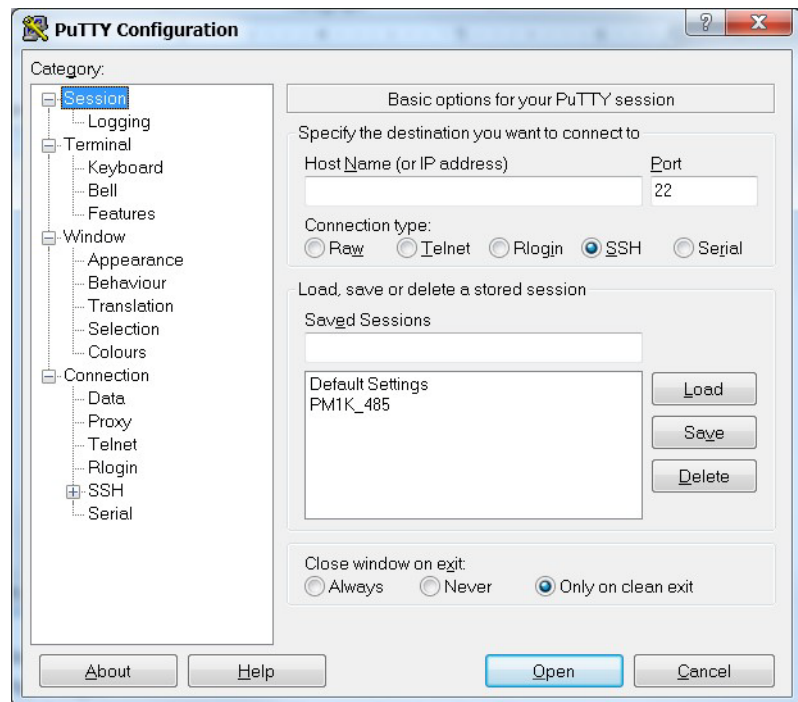 PuTTY Configuration
Category:
Session
Logging
Terminal
Keyboard
Bell
Features
Window
Appearance
Behaviour
Translation
Selection
Colours
Connection
Data
Proxy
Telnet
Rlogin
SSH
Serial
Basic options for your PuTTY session
Specify the destination you want to connect to
Host Name (or IP address) Port
22
Connection type:
Raw Telnet Rlogin SSH Serial
Load, save or delete a stored session
Saved Sessions
Default Settings
PM1K_485
Load
Save
Delete
Close window on exit:
Always Never Only on clean exit
About Help Open Cancel